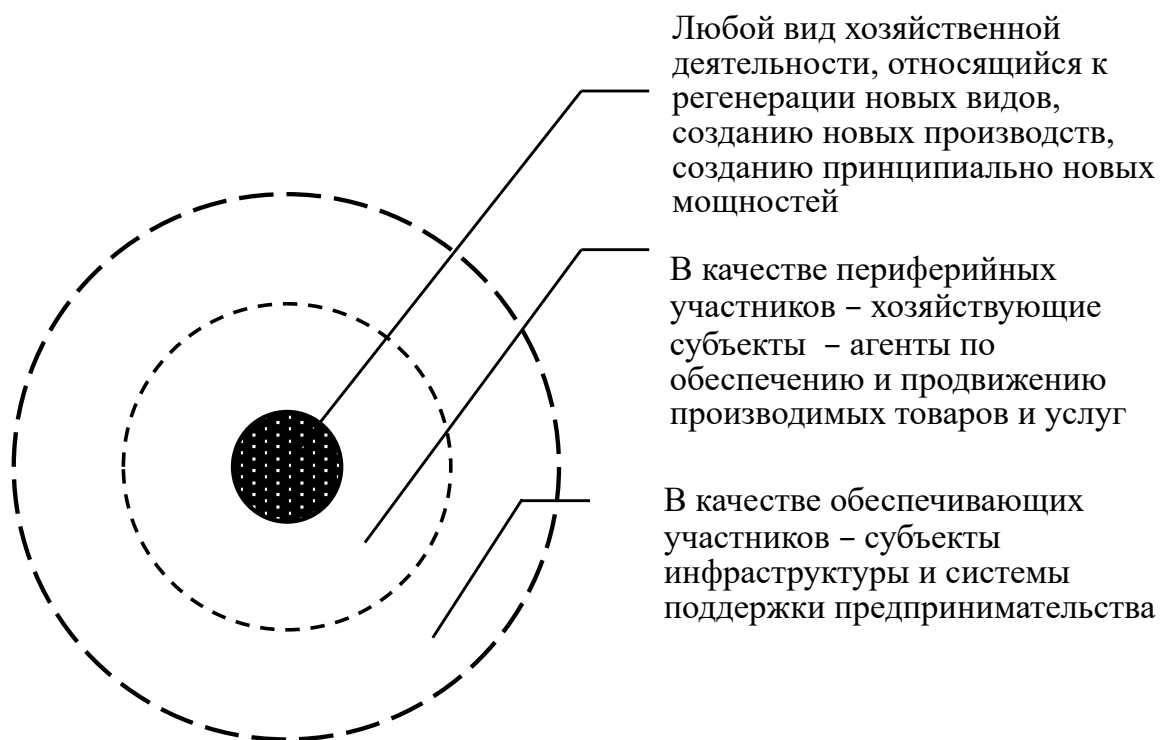 Любой вид хозяйственной
деятельности, относящийся к
регенерации новых видов,
созданию новых производств,
созданию принципиально новых
мощностей
В качестве периферийных
участников – хозяйствующие
субъекты – агенты по
обеспечению и продвижению
производимых товаров и услуг
В качестве обеспечивающих
участников – субъекты
инфраструктуры и системы
поддержки предпринимательства